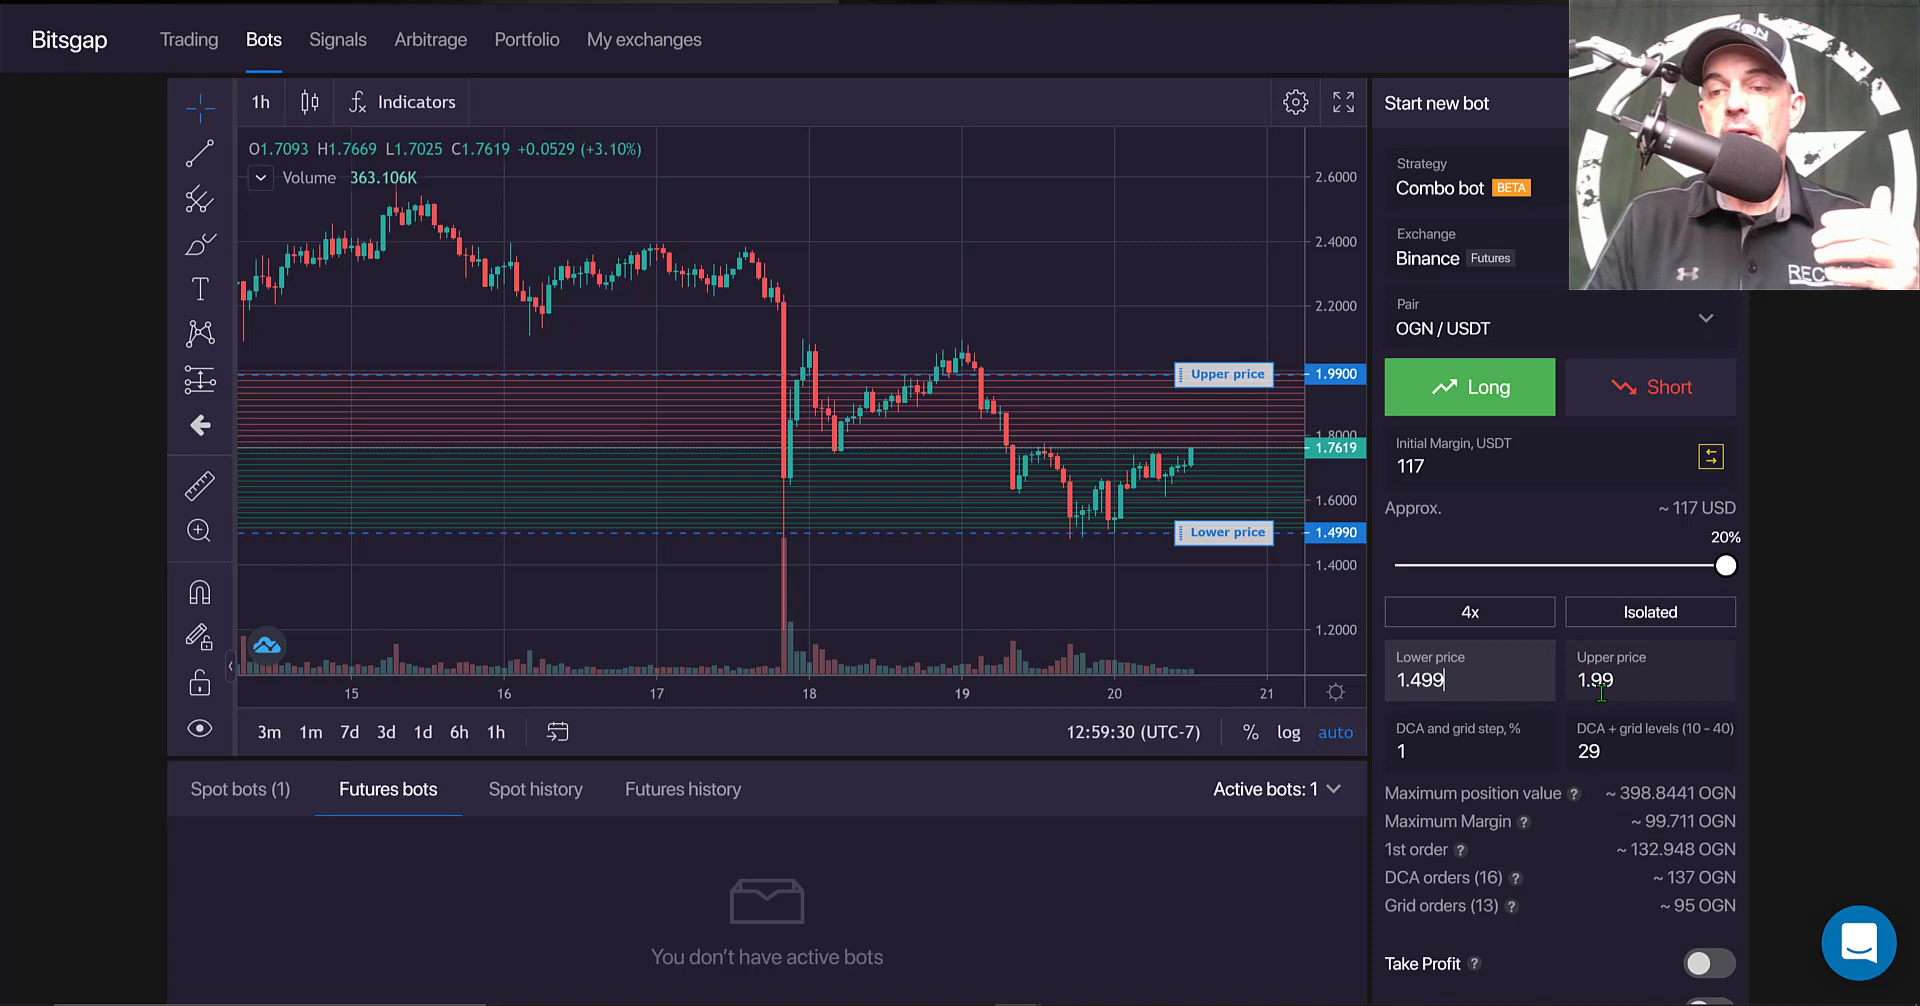 Bitsgap
Trading
Bots
Signals
Arbitrage
Portfolio
My exchanges
1h
Indicators
O1.7093 H1.7669 L1.7025 C1.7619 +0.0529 (+3.10%)
Volume 363.106K
2.6000
2.4000
2.2000
Upper price
1.9900
1.8000
1.7619
1.6000
Lower price
1.4990
1.4000
1.2000
15
16
17
18
19
20
21
3m
1m
7d
3d
1d
6h
1h
12:59:30 (UTC-7)
%
log
auto
Spot bots (1)
Futures bots
Spot history
Futures history
Active bots: 1
You don't have active bots
Start new bot
Strategy
Combo bot BETA
Exchange
Binance Futures
Pair
OGN / USDT
Long
Short
Initial Margin, USDT
117
Approx.
~ 117 USD
20%
4x
Isolated
Lower price
1.499
Upper price
1.99
DCA and grid step, %
1
DCA + grid levels (10 - 40)
29
Maximum position value ? ~ 398.8441 OGN
Maximum Margin ? ~ 99.711 OGN
1st order ? ~ 132.948 OGN
DCA orders (16) ? ~ 137 OGN
Grid orders (13) ? ~ 95 OGN
Take Profit ?